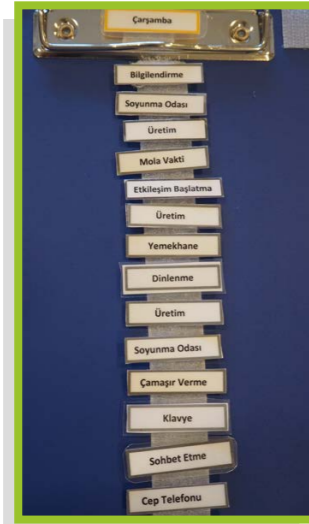 Çarşamba
Bilgilendirme
Soyunma Odası
Üretim
Mola Vakti
Etkileşim Başlatma
Üretim
Yemekhane
Dinlenme
Üretim
Soyunma Odası
Çamaşır Verme
Klavye
Sohbet Etme
Cep Telefonu